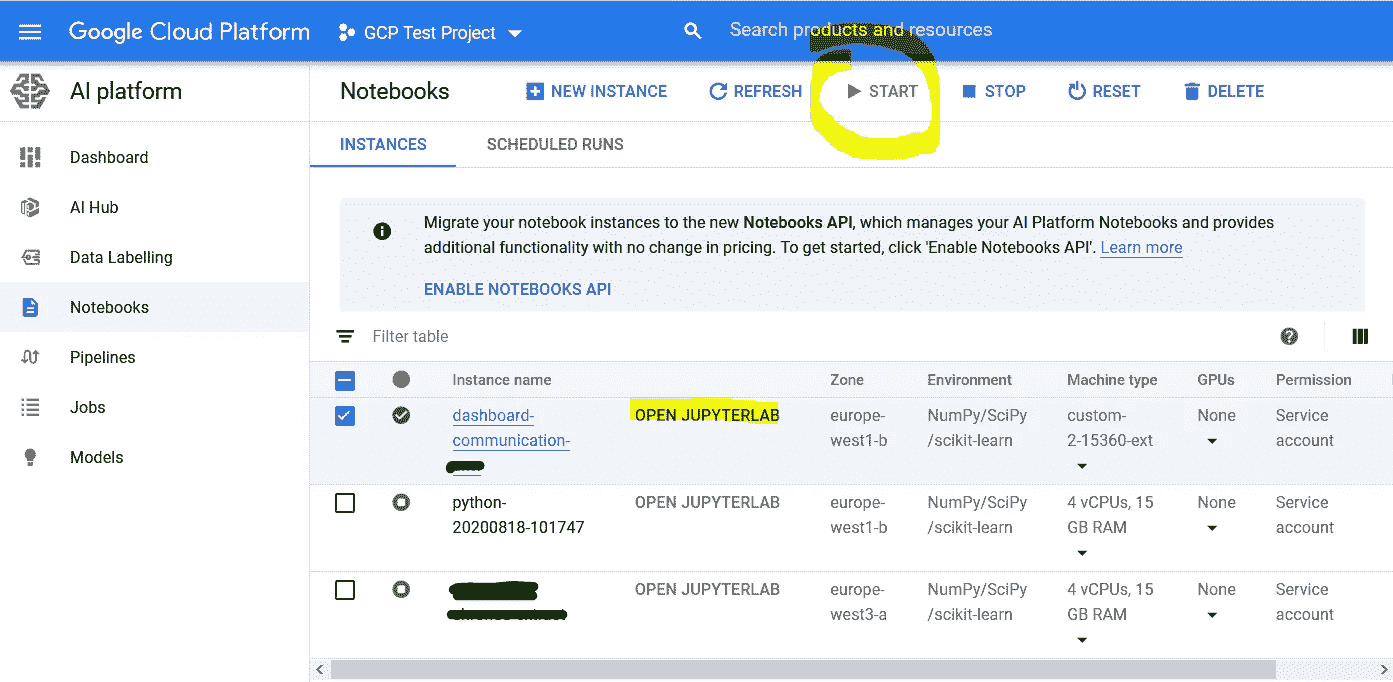 Google Cloud Platform
GCP Test Project
Search products and resources
AI platform
Notebooks
NEW INSTANCE
REFRESH
START
STOP
RESET
DELETE
Dashboard
AI Hub
Data Labelling
Notebooks
Pipelines
Jobs
Models
INSTANCES
SCHEDULED RUNS
Migrate your notebook instances to the new Notebooks API, which manages your AI Platform Notebooks and provides
additional functionality with no change in pricing. To get started, click 'Enable Notebooks API'. Learn more
ENABLE NOTEBOOKS API
Filter table
Instance name
Zone
Environment
Machine type
GPUs
Permission
dashboard-
communication-
OPEN JUPYTERLAB
europe-
west1-b
NumPy/SciPy
/scikit-learn
custom-
2-15360-ext
None
Service
account
python-
20200818-101747
OPEN JUPYTERLAB
europe-
west1-b
NumPy/SciPy
/scikit-learn
4 vCPUs, 15
GB RAM
None
Service
account
OPEN JUPYTERLAB
europe-
west3-a
NumPy/SciPy
/scikit-learn
4 vCPUs, 15
GB RAM
None
Service
account